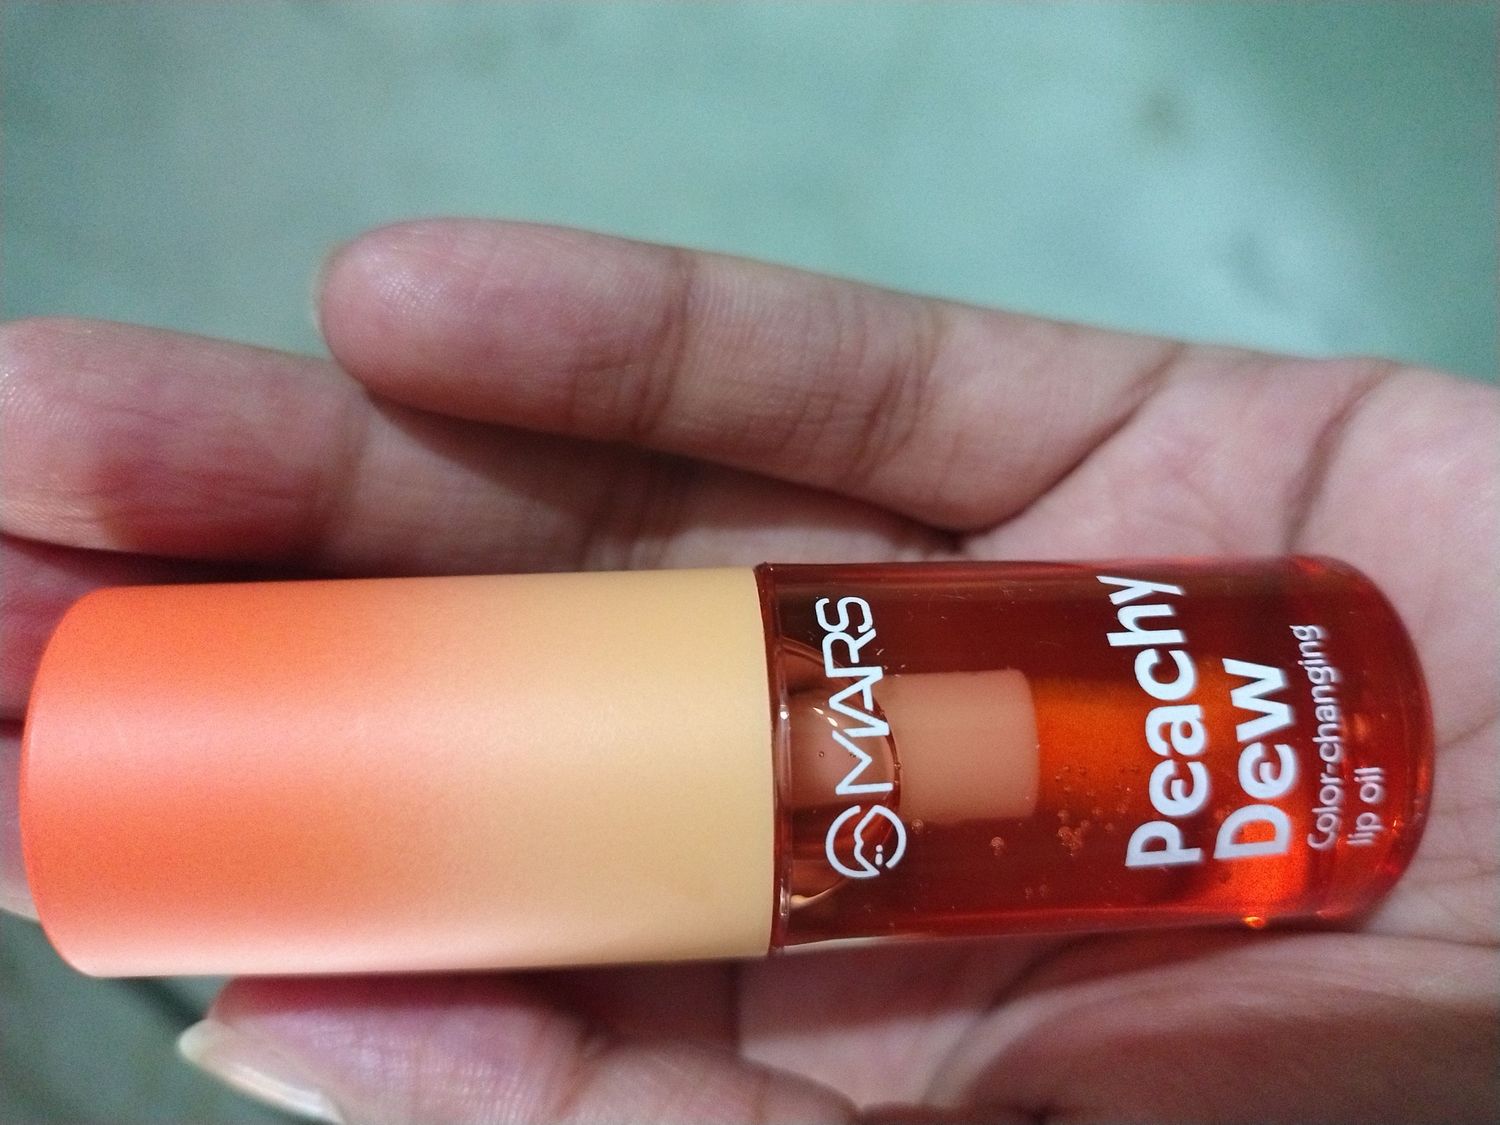 MARS
Peachy
Dew
Color-changing
lip oil